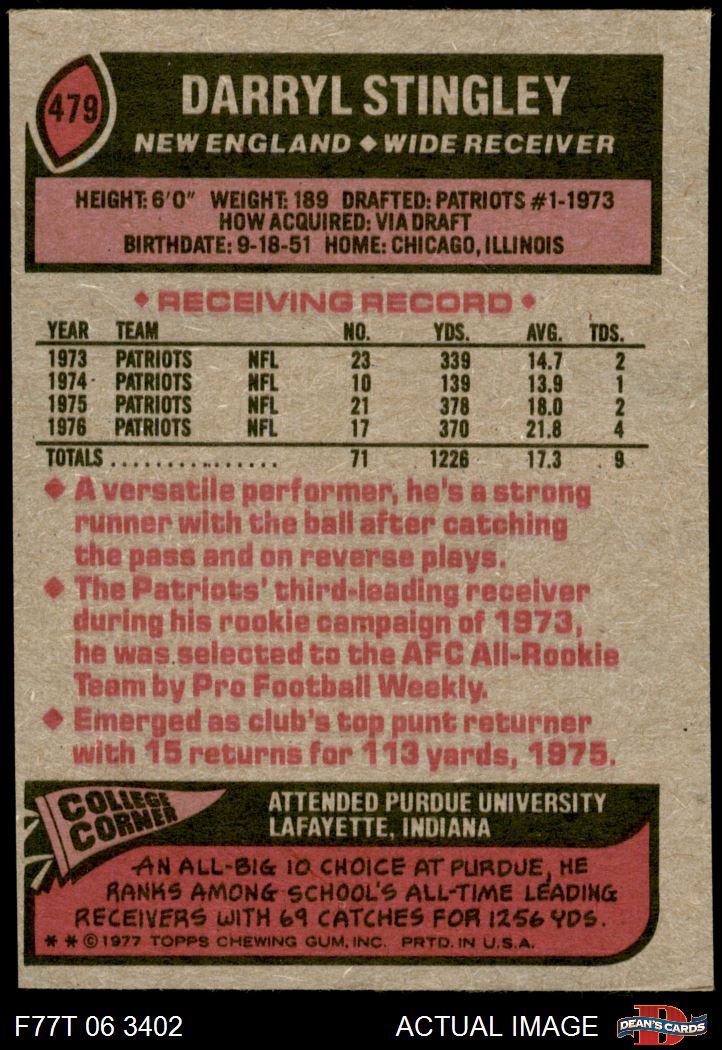 479
DARRYL STINGLEY
NEW ENGLAND ◆ WIDE RECEIVER
HEIGHT: 6'0" WEIGHT: 189 DRAFTED: PATRIOTS #1-1973
HOW ACQUIRED: VIA DRAFT
BIRTHDATE: 9-18-51 HOME: CHICAGO, ILLINOIS
◆ RECEIVING RECORD ◆
YEAR TEAM NO. YDS. AVG. TDS.
1973 PATRIOTS NFL 23 339 14.7 2
1974 PATRIOTS NFL 10 139 13.9 1
1975 PATRIOTS NFL 21 378 18.0 2
1976 PATRIOTS NFL 17 370 21.8 4
TOTALS ................ 71 1226 17.3 9
◆ A versatile performer, he's a strong
runner with the ball after catching
the pass and on reverse plays.
◆ The Patriots' third-leading receiver
during his rookie campaign of 1973,
he was selected to the AFC All-Rookie
Team by Pro Football Weekly.
◆ Emerged as club's top punt returner
with 15 returns for 113 yards, 1975.
COLLEGE
CORNER
ATTENDED PURDUE UNIVERSITY
LAFAYETTE, INDIANA
AN ALL-BIG 10 CHOICE AT PURDUE, HE
RANKS AMONG SCHOOL'S ALL-TIME LEADING
RECEIVERS WITH 69 CATCHES FOR 1256 YDS.
* * © 1977 TOPPS CHEWING GUM, INC. PRTD. IN U.S.A.
F77T 06 3402
ACTUAL IMAGE
D
DEAN'S CARDS